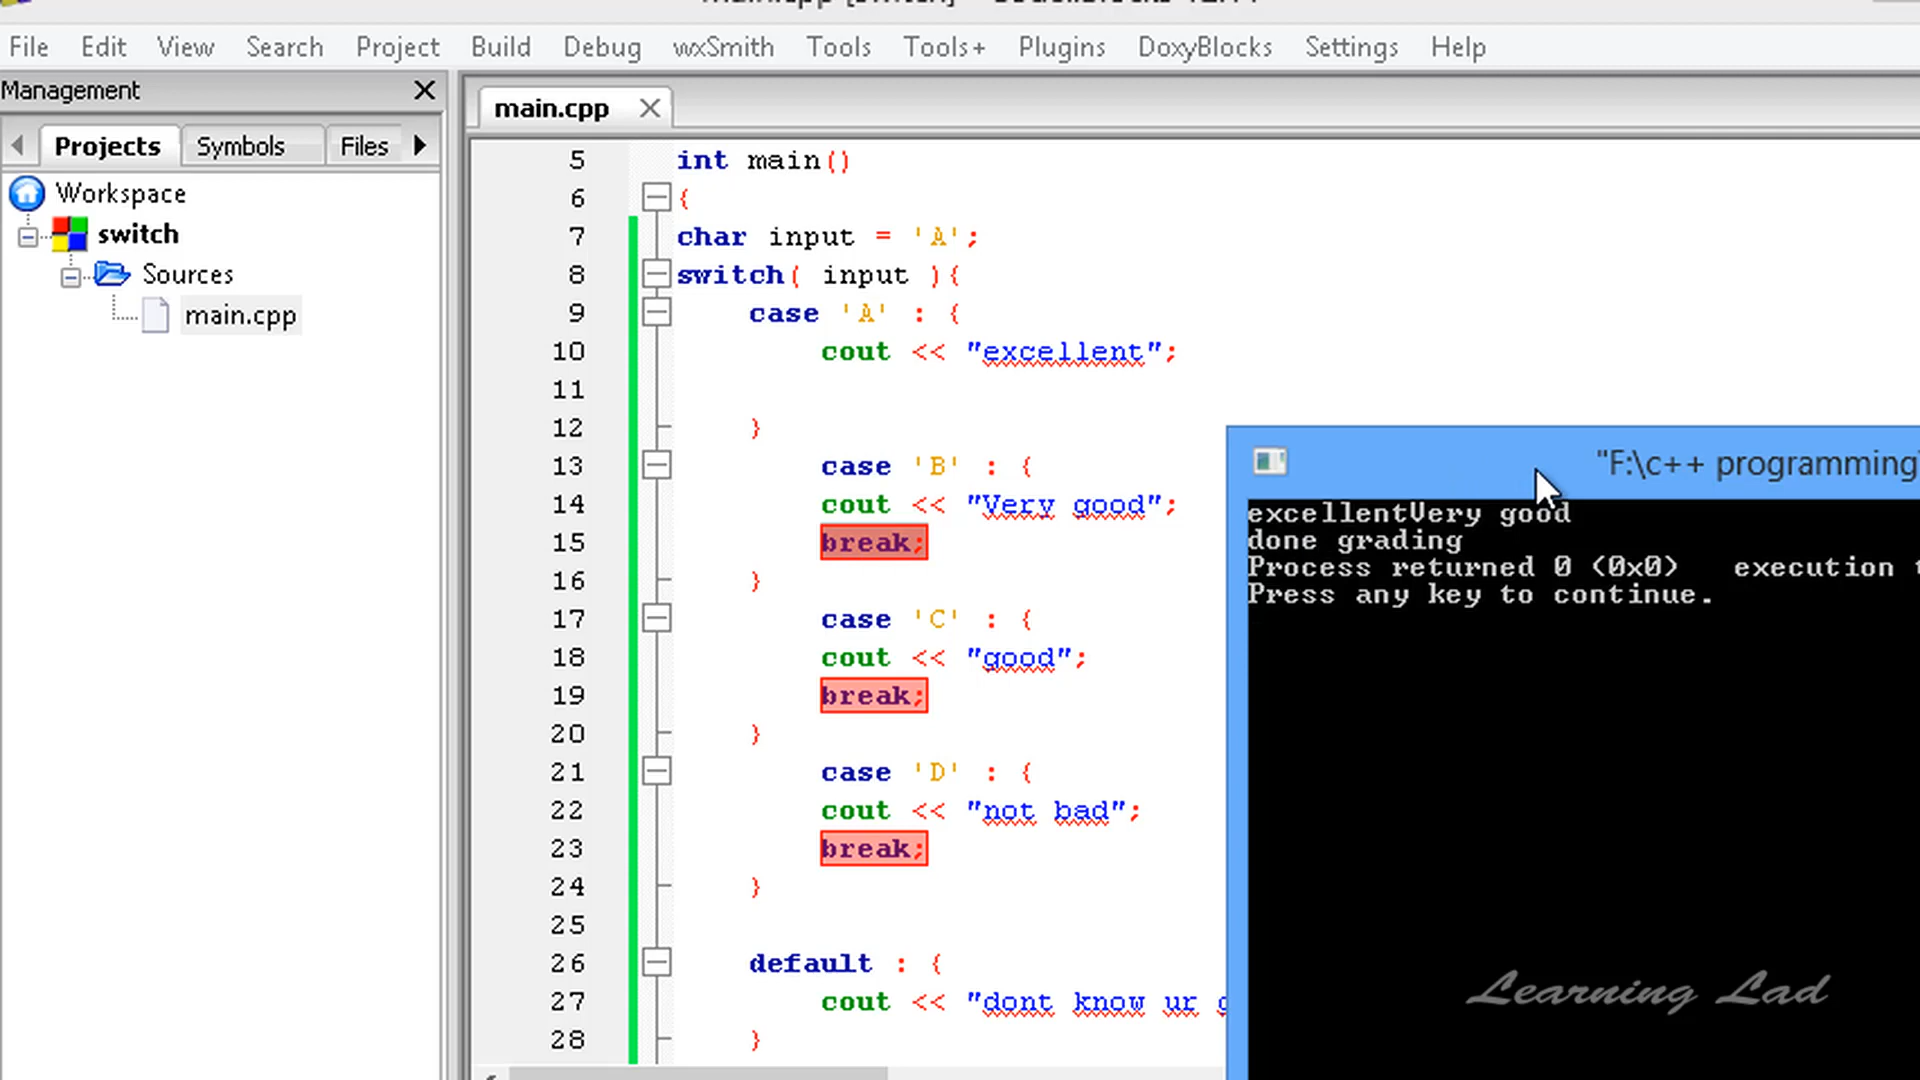 File Edit View Search Project Build Debug wxSmith Tools Tools+ Plugins DoxyBlocks Settings Help
Management
Projects Symbols Files
Workspace
switch
Sources
main.cpp
main.cpp
5 int main()
6 {
7 char input = 'A';
8 switch( input ){
9 case 'A' : {
10 cout << "excellent";
11
12 }
13 case 'B' : {
14 cout << "Very good";
15 break;
16 }
17 case 'C' : {
18 cout << "good";
19 break;
20 }
21 case 'D' : {
22 cout << "not bad";
23 break;
24 }
25
26 default : {
27 cout << "dont know ur
28 }
"F:\c++ programming\
excellentVery good
done grading
Process returned 0 (0x0) execution
Press any key to continue.
Learning Lad